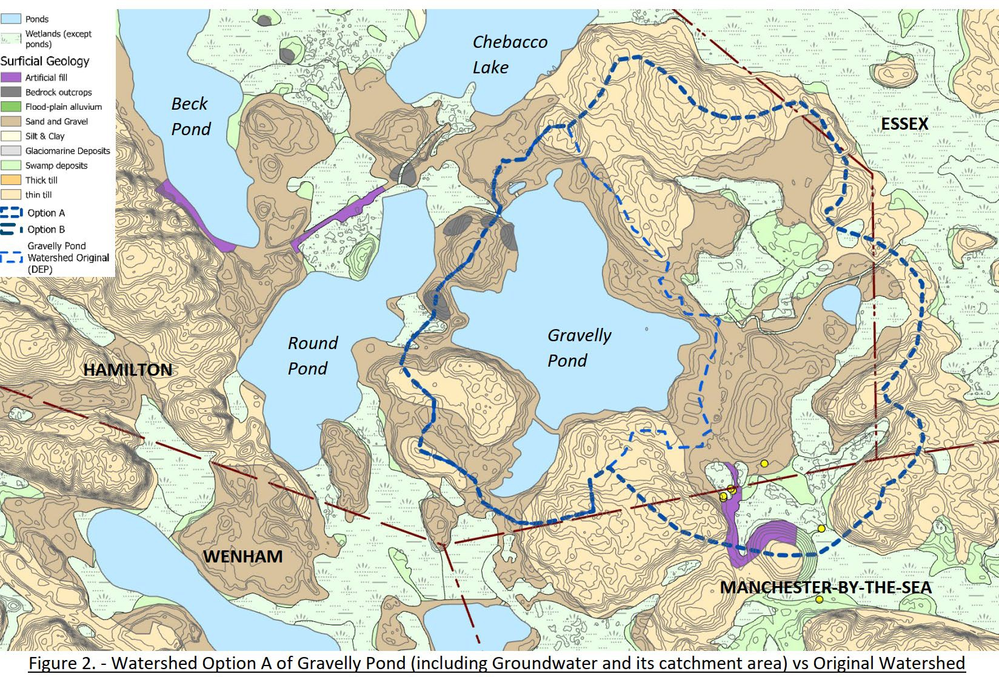 Ponds
Wetlands (except
ponds)
Surficial Geology
Artificial fill
Bedrock outcrops
Flood-plain alluvium
Sand and Gravel
Silt & Clay
Glaciomarine Deposits
Swamp deposits
Thick till
thin till
Option A
Option B
Gravelly Pond
Watershed Original
(DEP)
Chebacco
Lake
Beck
Pond
ESSEX
Round
Pond
Gravelly
Pond
HAMILTON
WENHAM
MANCHESTER-BY-THE-SEA
Figure 2. - Watershed Option A of Gravelly Pond (including Groundwater and its catchment area) vs Original Watershed